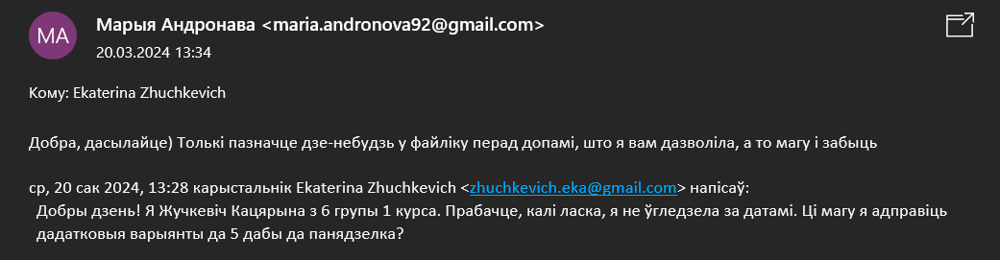 МА
Марыя Андронава <maria.andronova92@gmail.com>
20.03.2024 13:34
Кому: Ekaterina Zhuchkevich
Добра, дасылайце) Толькі пазначце дзе-небудзь у файліку перад допамі, што я вам дазволіла, а то магу і забыць
ср, 20 сак 2024, 13:28 карыстальнік Ekaterina Zhuchkevich <zhuchkevich.eka@gmail.com> напісаў:
Добры дзень! Я Жучкевіч Кацярына з 6 групы 1 курса. Прабачце, калі ласка, я не ўгледзела за датамі. Ці магу я адправіць
дадатковыя варыянты да 5 дабы да панядзелка?